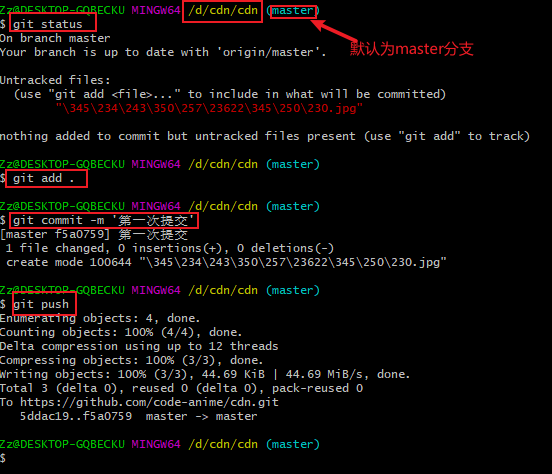 Zz@DESKTOP-GQBECKU MINGW64 /d/cdn/cdn (master)
$ git status
On branch master
默认为master分支
Your branch is up to date with 'origin/master'.
Untracked files:
(use "git add <file>..." to include in what will be committed)
"\345\234\243\350\257\23622\345\250\230.jpg"
nothing added to commit but untracked files present (use "git add" to track)
Zz@DESKTOP-GQBECKU MINGW64 /d/cdn/cdn (master)
$ git add .
Zz@DESKTOP-GQBECKU MINGW64 /d/cdn/cdn (master)
$ git commit -m '第一次提交'
[master f5a0759] 第一次提交
1 file changed, 0 insertions(+), 0 deletions(-)
create mode 100644 "\345\234\243\350\257\23622\345\250\230.jpg"
Zz@DESKTOP-GQBECKU MINGW64 /d/cdn/cdn (master)
$ git push
Enumerating objects: 4, done.
Counting objects: 100% (4/4), done.
Delta compression using up to 12 threads
Compressing objects: 100% (3/3), done.
Writing objects: 100% (3/3), 44.69 KiB | 44.69 MiB/s, done.
Total 3 (delta 0), reused 0 (delta 0), pack-reused 0
To https://github.com/code-anime/cdn.git
5ddac19..f5a0759  master -> master
Zz@DESKTOP-GQBECKU MINGW64 /d/cdn/cdn (master)
$